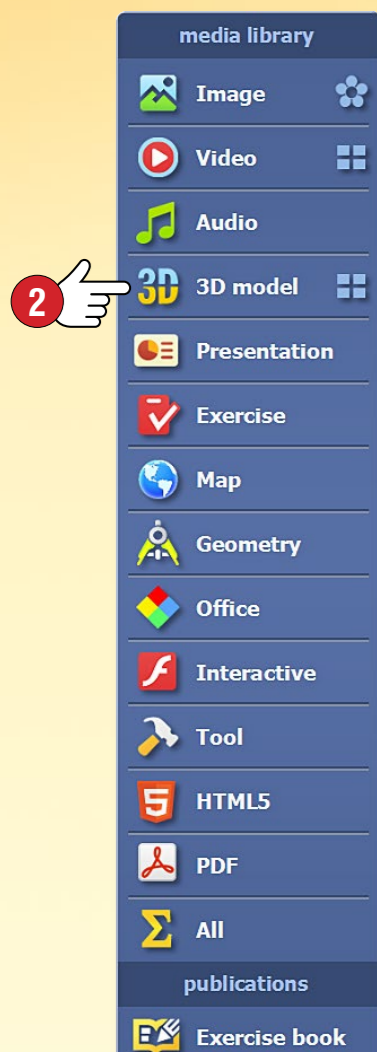 media library
Image
Video
Audio
2
3D
3D model
Presentation
Exercise
Map
Geometry
Office
Interactive
Tool
5
HTML5
PDF
Σ
All
publications
Exercise book